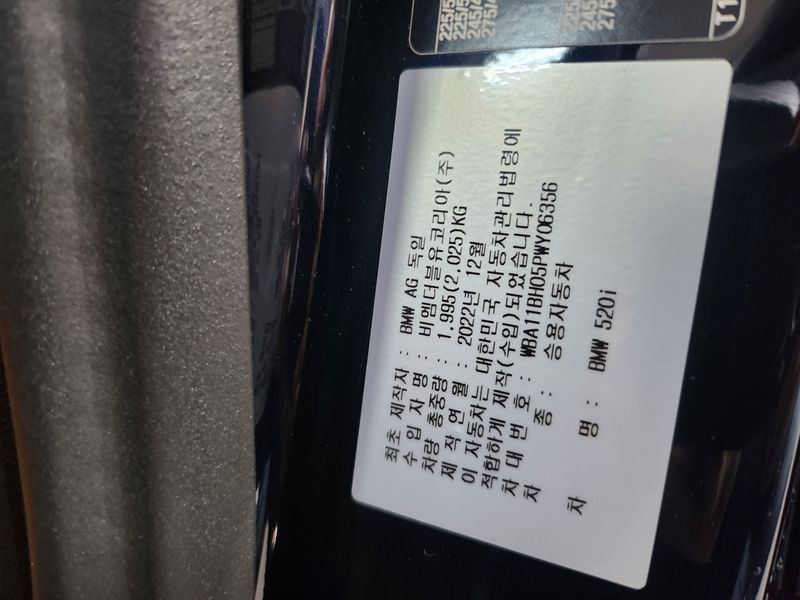 최초 제작자 : BMW AG 독일
수 입 자 명 : 비엠더블유코리아(주)
차량 총중량 : 1.995(2.025)KG
제 작 연 월 : 2022년 12월
이 자동차는 대한민국 자동차관리법령에
적합하게 제작(수입)되었습니다.
차 대 번 호 : WBA11BH05PWY06356
차 종 : 승용자동차
차 명 : BMW 520i